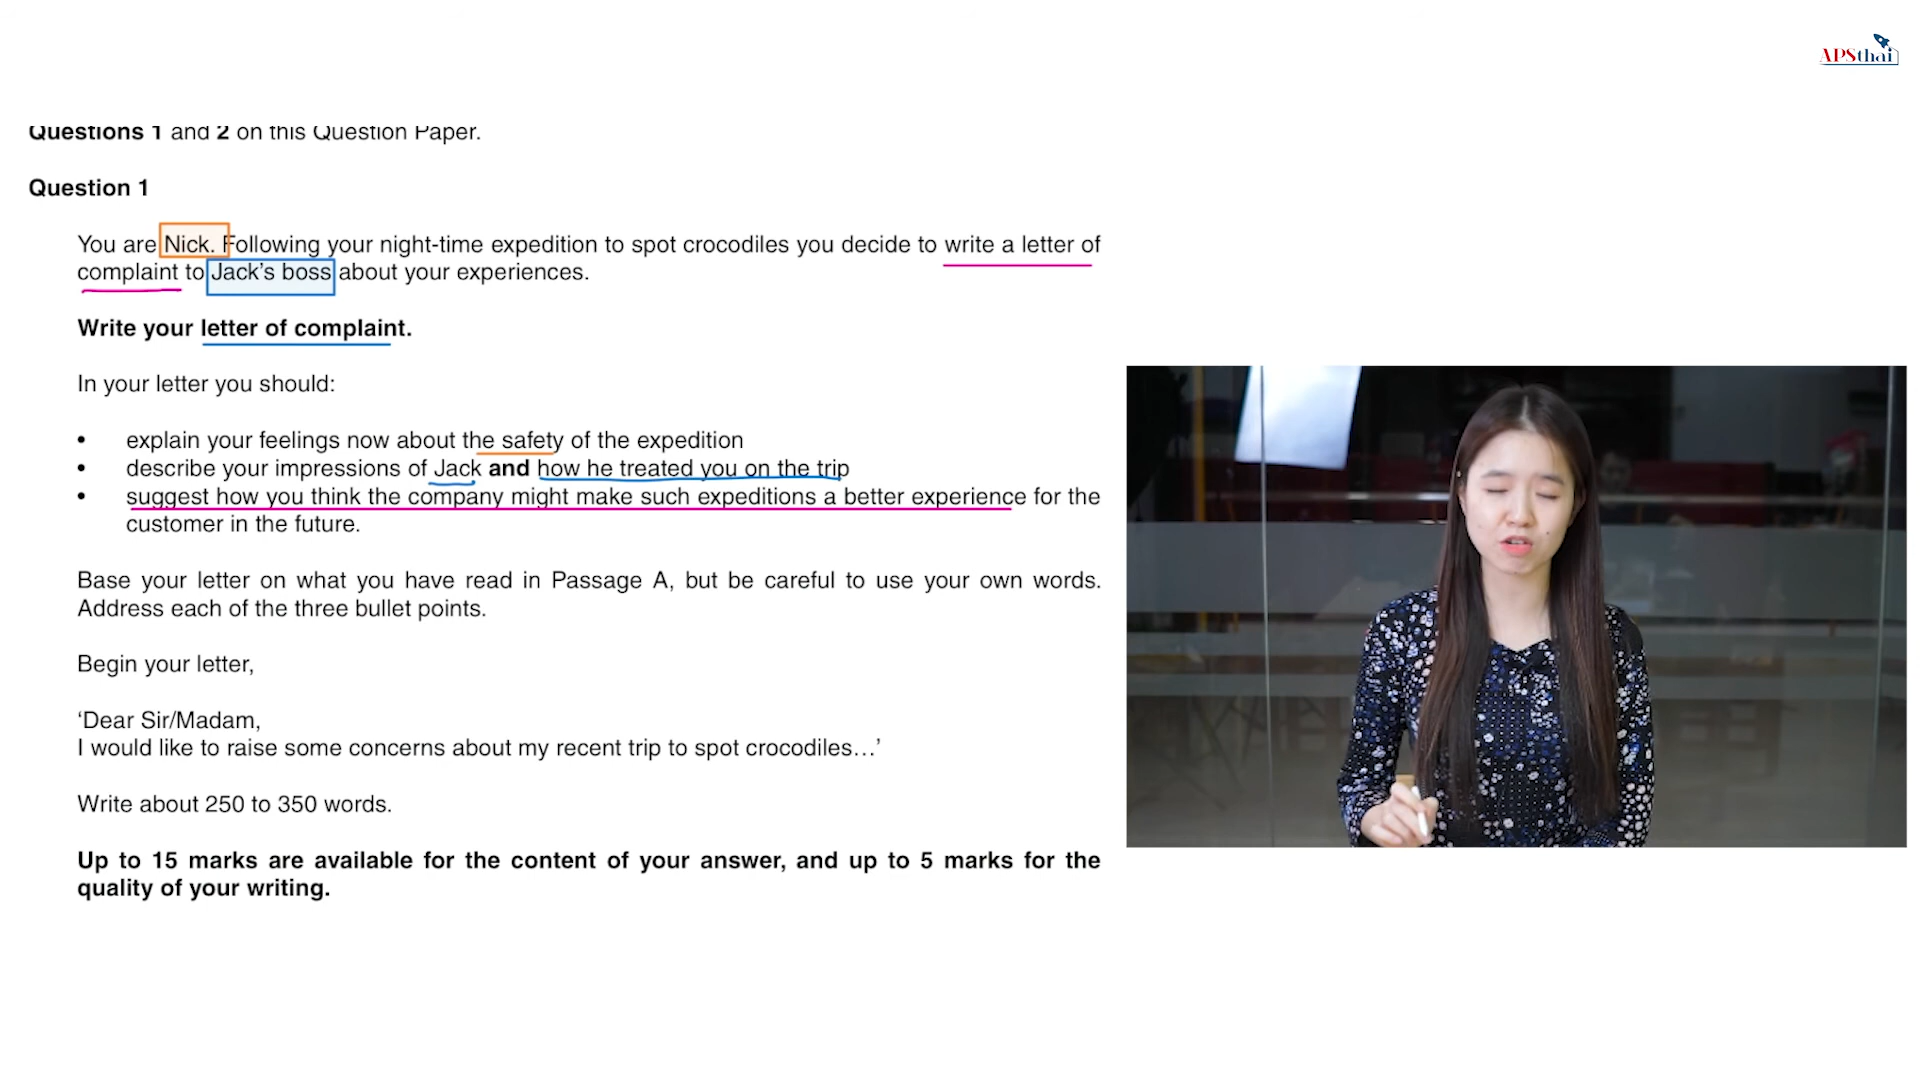 APSthai
Questions 1 and 2 on this Question Paper.
Question 1
You are Nick. Following your night-time expedition to spot crocodiles you decide to write a letter of
complaint to Jack's boss about your experiences.
Write your letter of complaint.
In your letter you should:
• explain your feelings now about the safety of the expedition
• describe your impressions of Jack and how he treated you on the trip
• suggest how you think the company might make such expeditions a better experience for the
customer in the future.
Base your letter on what you have read in Passage A, but be careful to use your own words.
Address each of the three bullet points.
Begin your letter,
‘Dear Sir/Madam,
I would like to raise some concerns about my recent trip to spot crocodiles…’
Write about 250 to 350 words.
Up to 15 marks are available for the content of your answer, and up to 5 marks for the
quality of your writing.